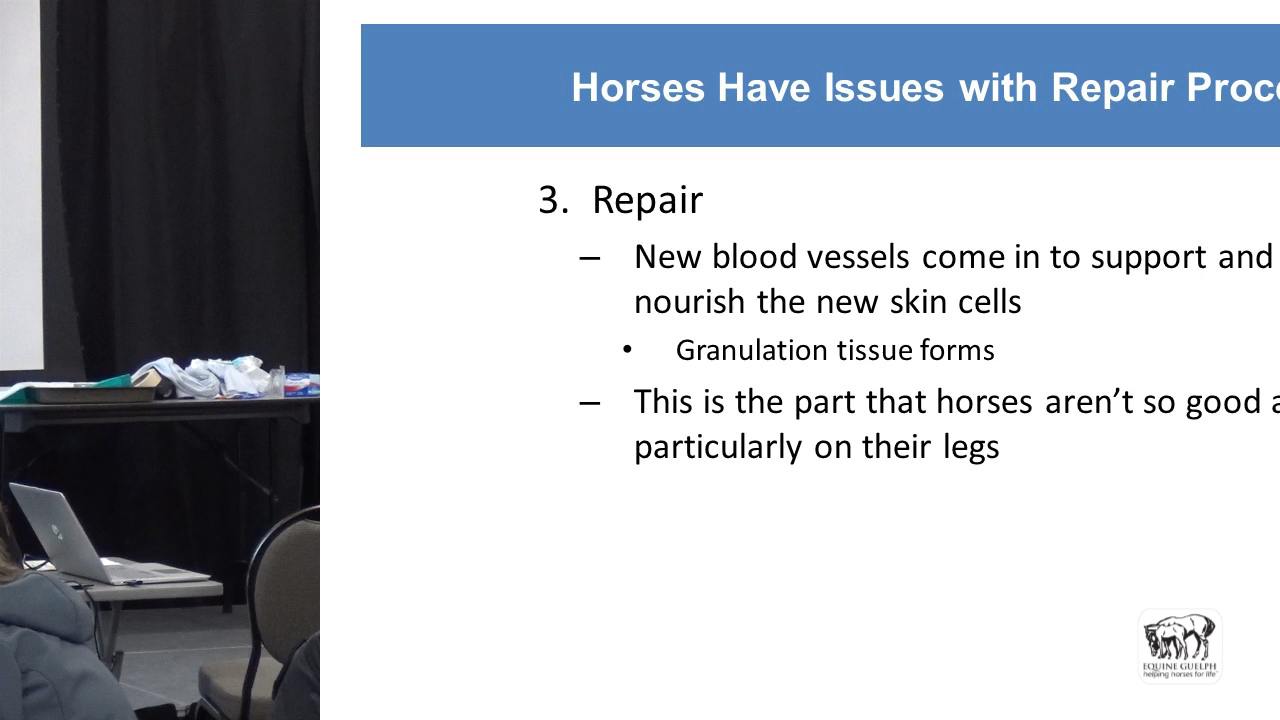 Horses Have Issues with Repair
3. Repair
– New blood vessels come in to support and
nourish the new skin cells
• Granulation tissue forms
– This is the part that horses aren’t so good
particularly on their legs
EQUINE GUELPH
helping horses for life